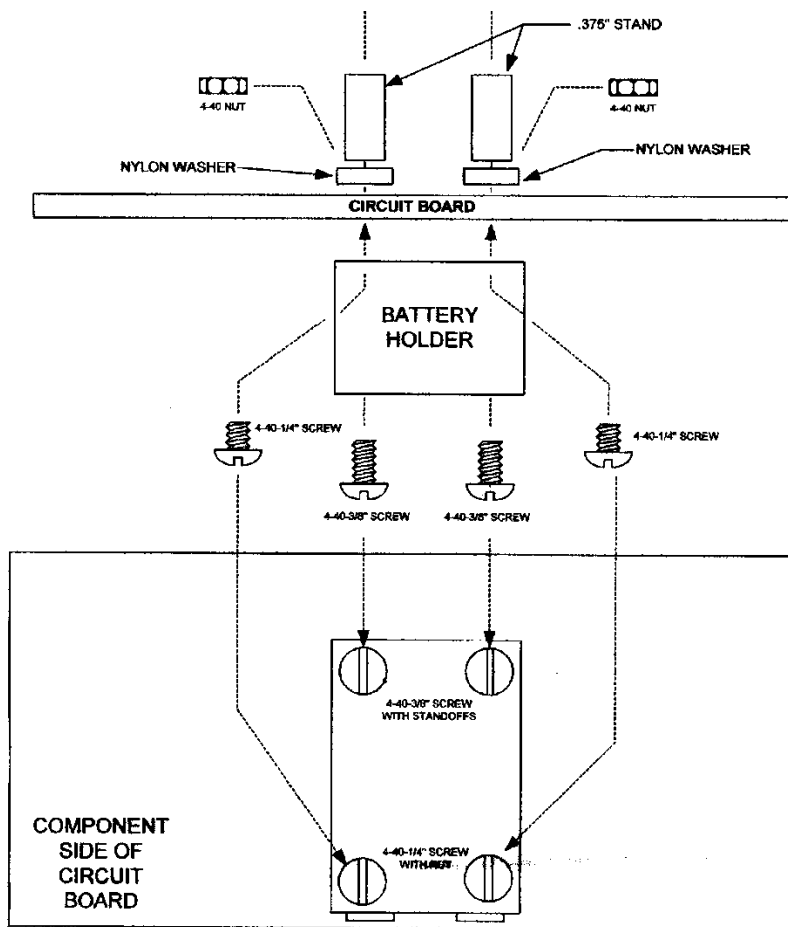 .375" STAND
4-40 NUT
4-40 NUT
NYLON WASHER
NYLON WASHER
CIRCUIT BOARD
BATTERY
HOLDER
4-40-1/4" SCREW
4-40-1/4" SCREW
4-40-3/8" SCREW
4-40-3/8" SCREW
4-40-3/8" SCREW
WITH STANDOFFS
4-40-1/4" SCREW
WITH NUT
COMPONENT
SIDE OF
CIRCUIT
BOARD